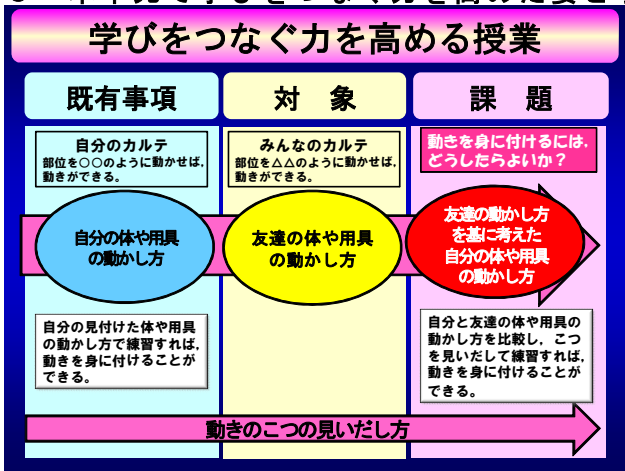 学びをつなぐ力を高める授業
既有事項
対　象
課　題
自分のカルテ
部位を○○のように動かせば,
動きができる。
みんなのカルテ
部位を△△のように動かせば,
動きができる。
動きを身に付けるには,
どうしたらよいか？
自分の体や用具
の動かし方
友達の体や用具
の動かし方
友達の動かし方
を基に考えた
自分の体や用具
の動かし方
自分の見付けた体や用具
の動かし方で練習すれば,
動きを身に付けることが
できる。
自分と友達の体や用具の
動かし方を比較し，こつ
を見いだして練習すれば,
動きを身に付けることが
できる。
動きのこつの見いだし方